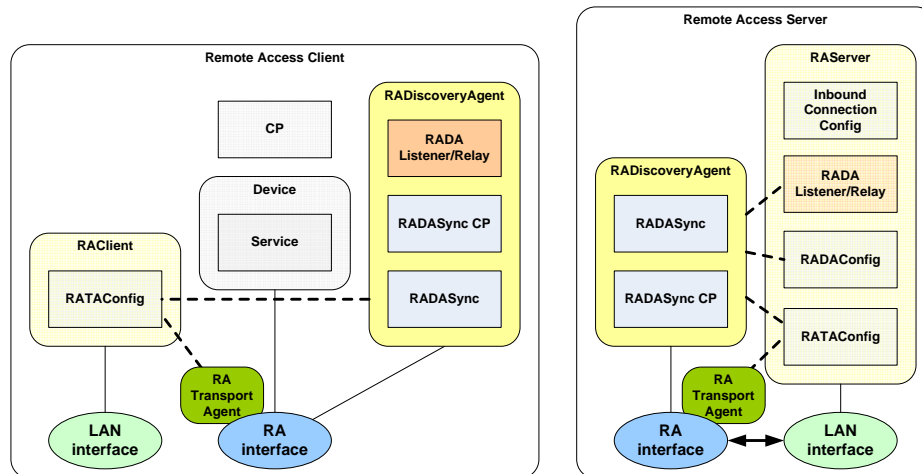 Remote Access Client
CP
Device
Service
RAClient
RATAConfig
RADiscoveryAgent
RADA
Listener/Relay
RADASync CP
RADASync
RA
Transport
Agent
LAN
interface
RA
interface
Remote Access Server
RADiscoveryAgent
RADASync
RADASync CP
RAServer
Inbound
Connection
Config
RADA
Listener/Relay
RADAConfig
RATAConfig
RA
Transport
Agent
RA
interface
LAN
interface